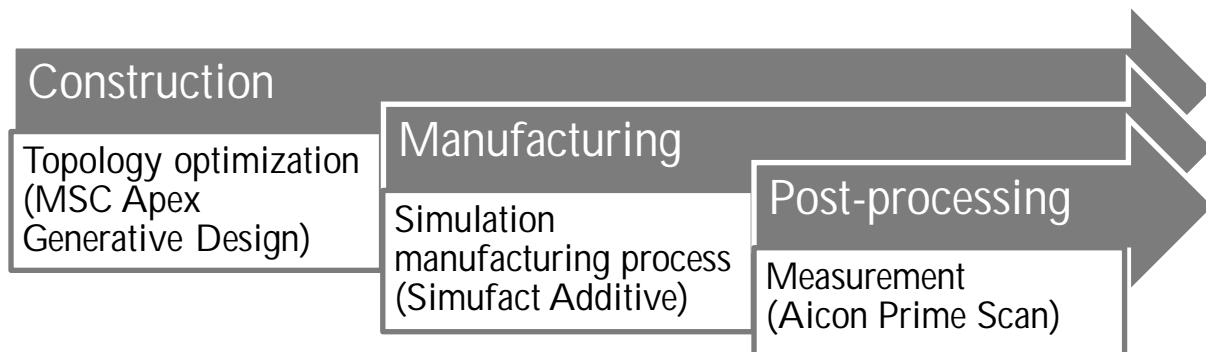 Construction
Topology optimization
(MSC Apex
Generative Design)
Manufacturing
Simulation
manufacturing process
(Simufact Additive)
Post-processing
Measurement
(Aicon Prime Scan)